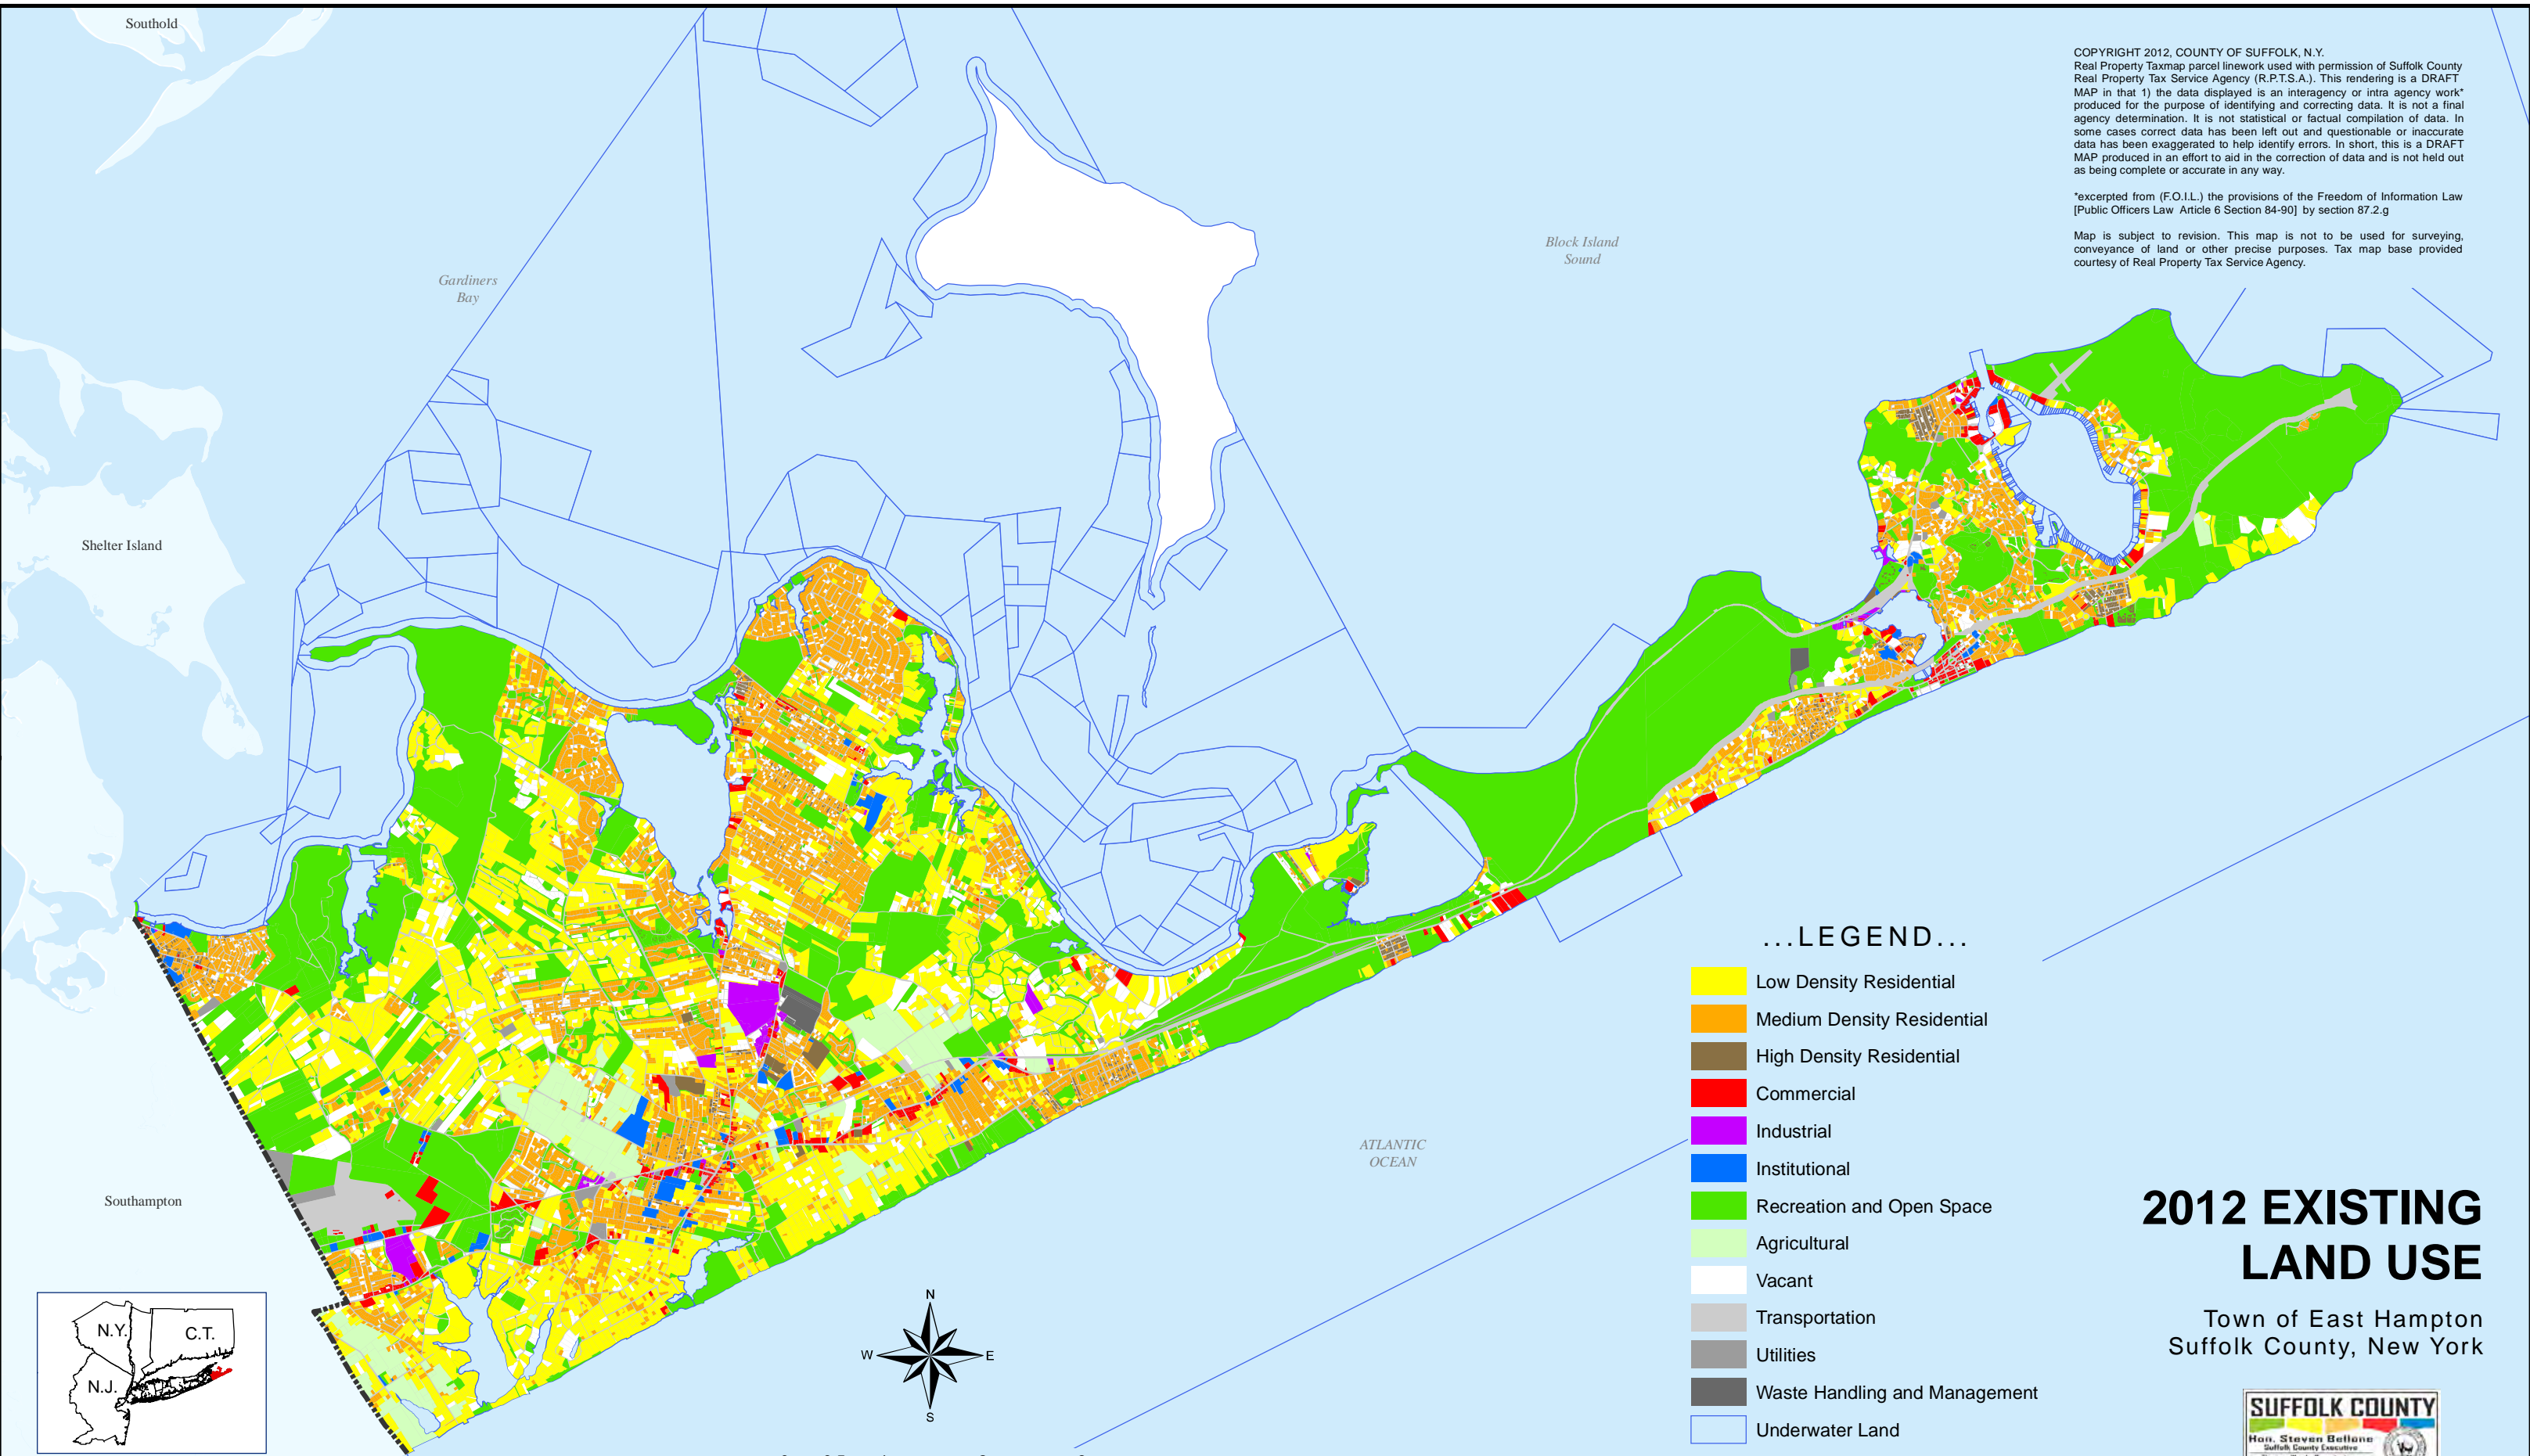 Southold
COPYRIGHT 2012, COUNTY OF SUFFOLK, N.Y.
Real Property Taxmap parcel linework used with permission of Suffolk County
Real Property Tax Service Agency (R.P.T.S.A.). This rendering is a DRAFT
MAP in that 1) the data displayed is an interagency or intra agency work*
produced for the purpose of identifying and correcting data. It is not a final
agency determination. It is not statistical or factual compilation of data. In
some cases correct data has been left out and questionable or inaccurate
data has been exaggerated to help identify errors. In short, this is a DRAFT
MAP produced in an effort to aid in the correction of data and is not held out
as being complete or accurate in any way.
*excerpted from (F.O.I.L.) the provisions of the Freedom of Information Law
[Public Officers Law Article 6 Section 84-90] by section 87.2.g
Map is subject to revision. This map is not to be used for surveying,
conveyance of land or other precise purposes. Tax map base provided
courtesy of Real Property Tax Service Agency.
Block Island
Sound
Gardiners
Bay
Shelter Island
ATLANTIC
OCEAN
Southampton
...LEGEND...
Low Density Residential
Medium Density Residential
High Density Residential
Commercial
Industrial
Institutional
Recreation and Open Space
Agricultural
Vacant
Transportation
Utilities
Waste Handling and Management
Underwater Land
2012 EXISTING
LAND USE
Town of East Hampton
Suffolk County, New York
N.Y.
C.T.
N.J.
N
W
E
S
SUFFOLK COUNTY
Hon. Steven Bellone
Suffolk County Executive